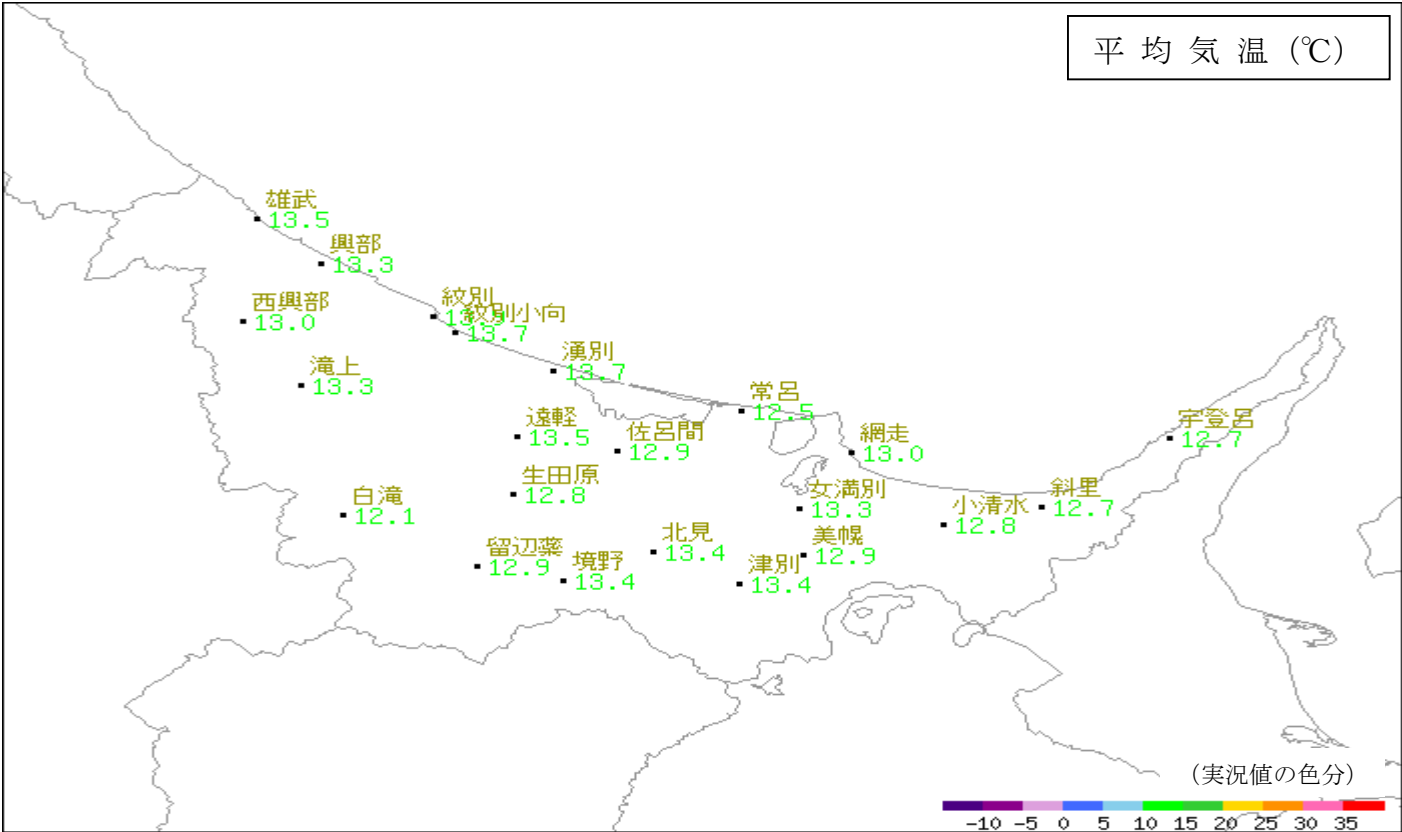 平均気温(℃)
雄武
13.5
興部
13.3
西興部
13.0
紋別
紋別小向
13.7
滝上
13.3
湧別
13.7
常呂
12.5
遠軽
13.5
佐呂間
12.9
網走
13.0
宇登呂
12.7
生田原
12.8
白滝
12.1
女満別
13.3
小清水
12.8
斜里
12.7
留辺蘂
12.9
境野
13.4
北見
13.4
津別
13.4
美幌
12.9
(実況値の色分)
-10 -5 0 5 10 15 20 25 30 35